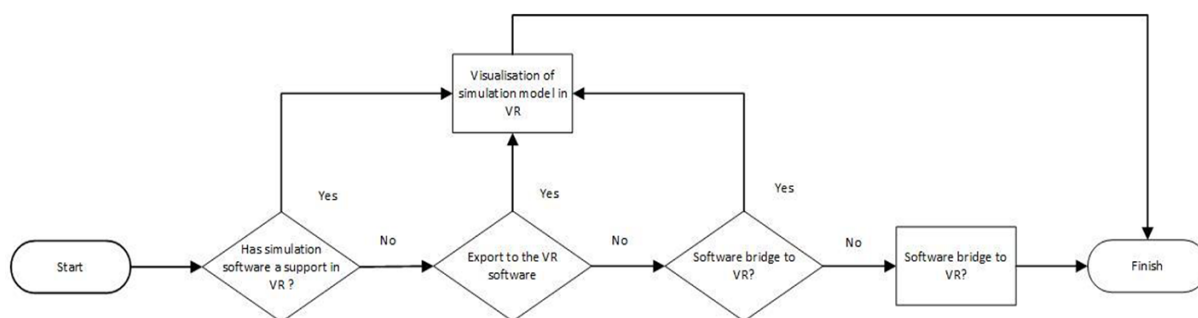 Visualisation of
simulation model in
VR
Yes
Yes
Yes
Start
Has simulation
software a support in
VR ?
No
Export to the VR
software
No
Software bridge to
VR?
No
Software bridge to
VR?
Finish